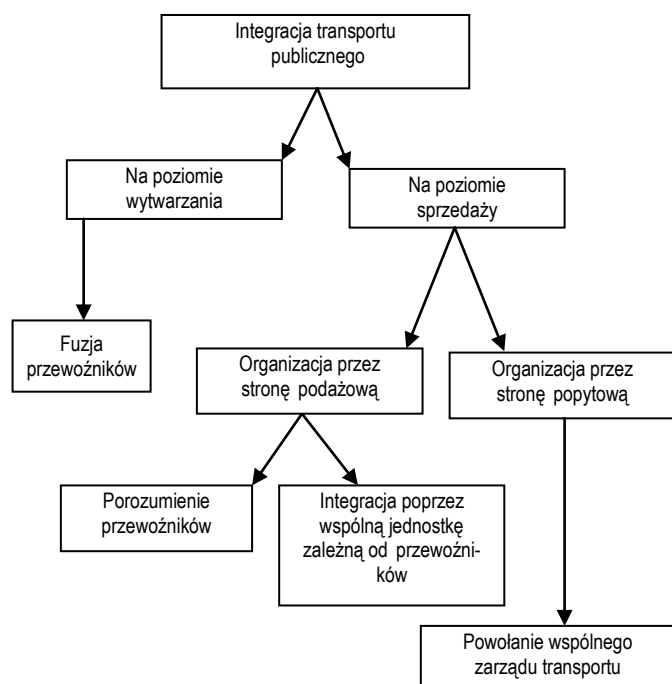 Integracja transportu
publicznego
Na poziomie
wytwarzania
Na poziomie
sprzedaży
Fuzja
przewoźników
Organizacja przez
stronę podażową
Organizacja przez
stronę popytową
Porozumienie
przewoźników
Integracja poprzez
wspólną jednostkę
zależną od przewoźni-
ków
Powołanie wspólnego
zarządu transportu